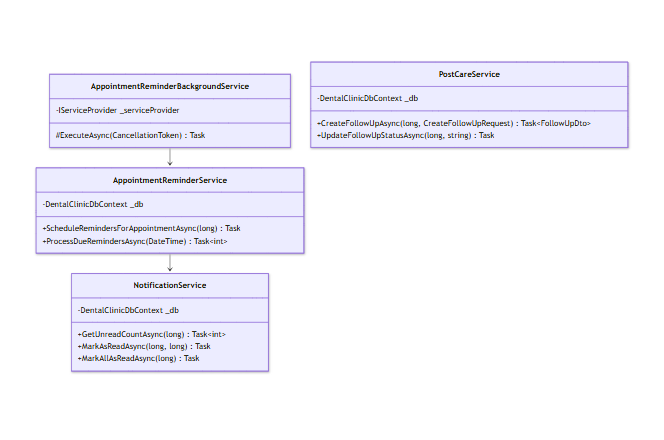 AppointmentReminderBackgroundService
-IServiceProvider _serviceProvider
#ExecuteAsync(CancellationToken) : Task
AppointmentReminderService
-DentalClinicDbContext _db
+ScheduleRemindersForAppointmentAsync(long) : Task
+ProcessDueRemindersAsync(DateTime) : Task<int>
NotificationService
-DentalClinicDbContext _db
+GetUnreadCountAsync(long) : Task<int>
+MarkAsReadAsync(long, long) : Task
+MarkAllAsReadAsync(long) : Task
PostCareService
-DentalClinicDbContext _db
+CreateFollowUpAsync(long, CreateFollowUpRequest) : Task<FollowUpDto>
+UpdateFollowUpStatusAsync(long, string) : Task